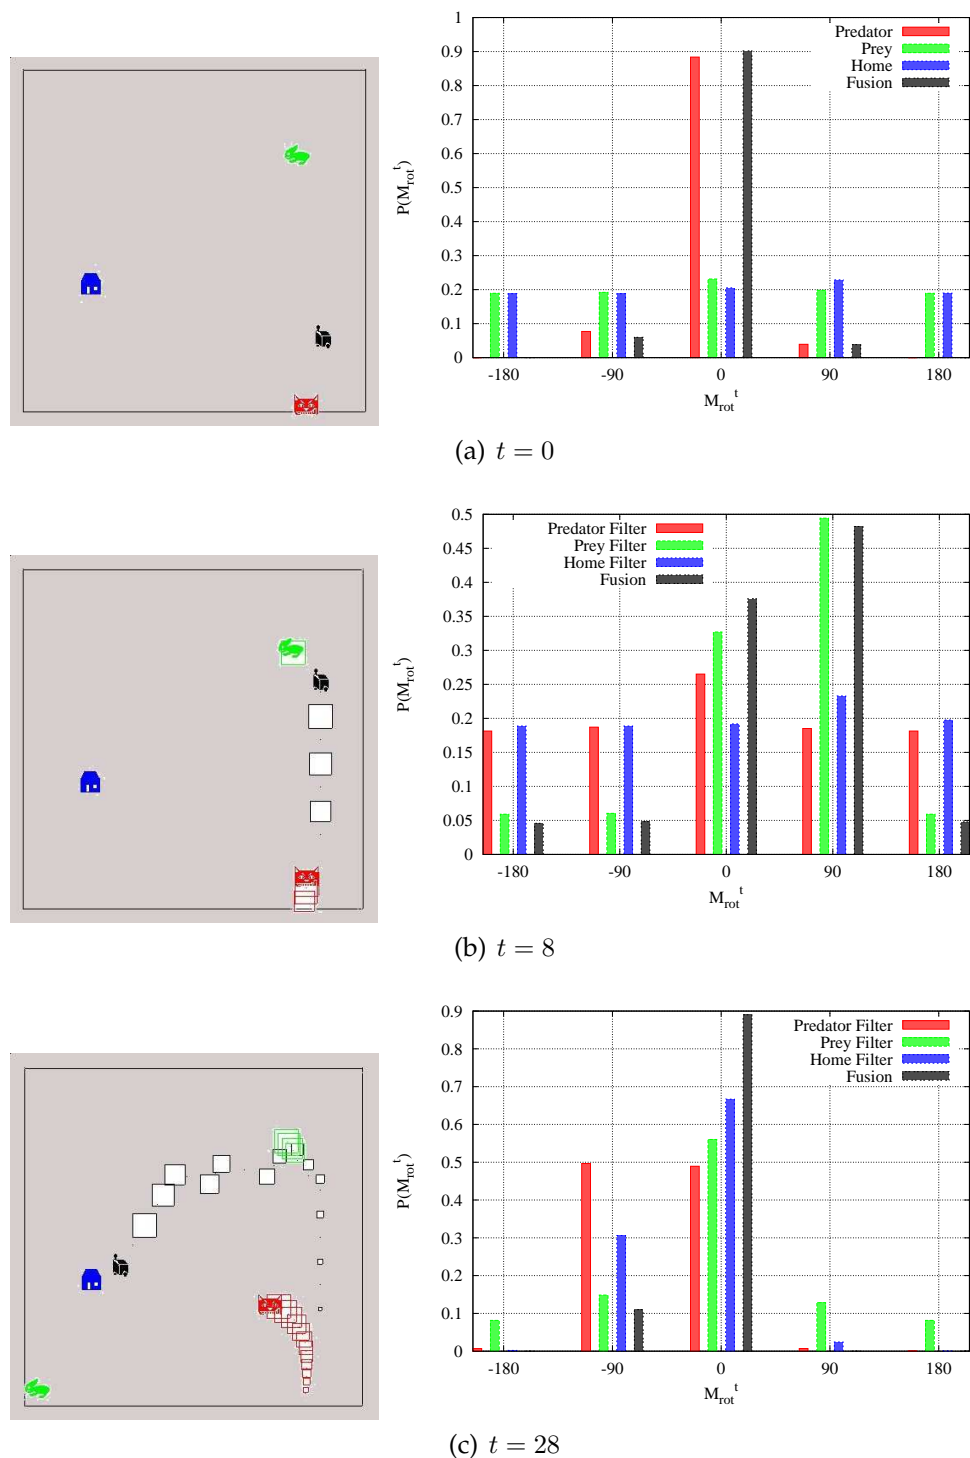 1
0.9
0.8
0.7
0.6
0.5
0.4
0.3
0.2
0.1
0
P(M_rot^t)
Predator
Prey
Home
Fusion
-180 -90 0 90 180
M_rot^t
(a) t = 0
0.5
0.45
0.4
0.35
0.3
0.25
0.2
0.15
0.1
0.05
0
P(M_rot^t)
Predator Filter
Prey Filter
Home Filter
Fusion
-180 -90 0 90 180
M_rot^t
(b) t = 8
0.9
0.8
0.7
0.6
0.5
0.4
0.3
0.2
0.1
0
P(M_rot^t)
Predator Filter
Prey Filter
Home Filter
Fusion
-180 -90 0 90 180
M_rot^t
(c) t = 28